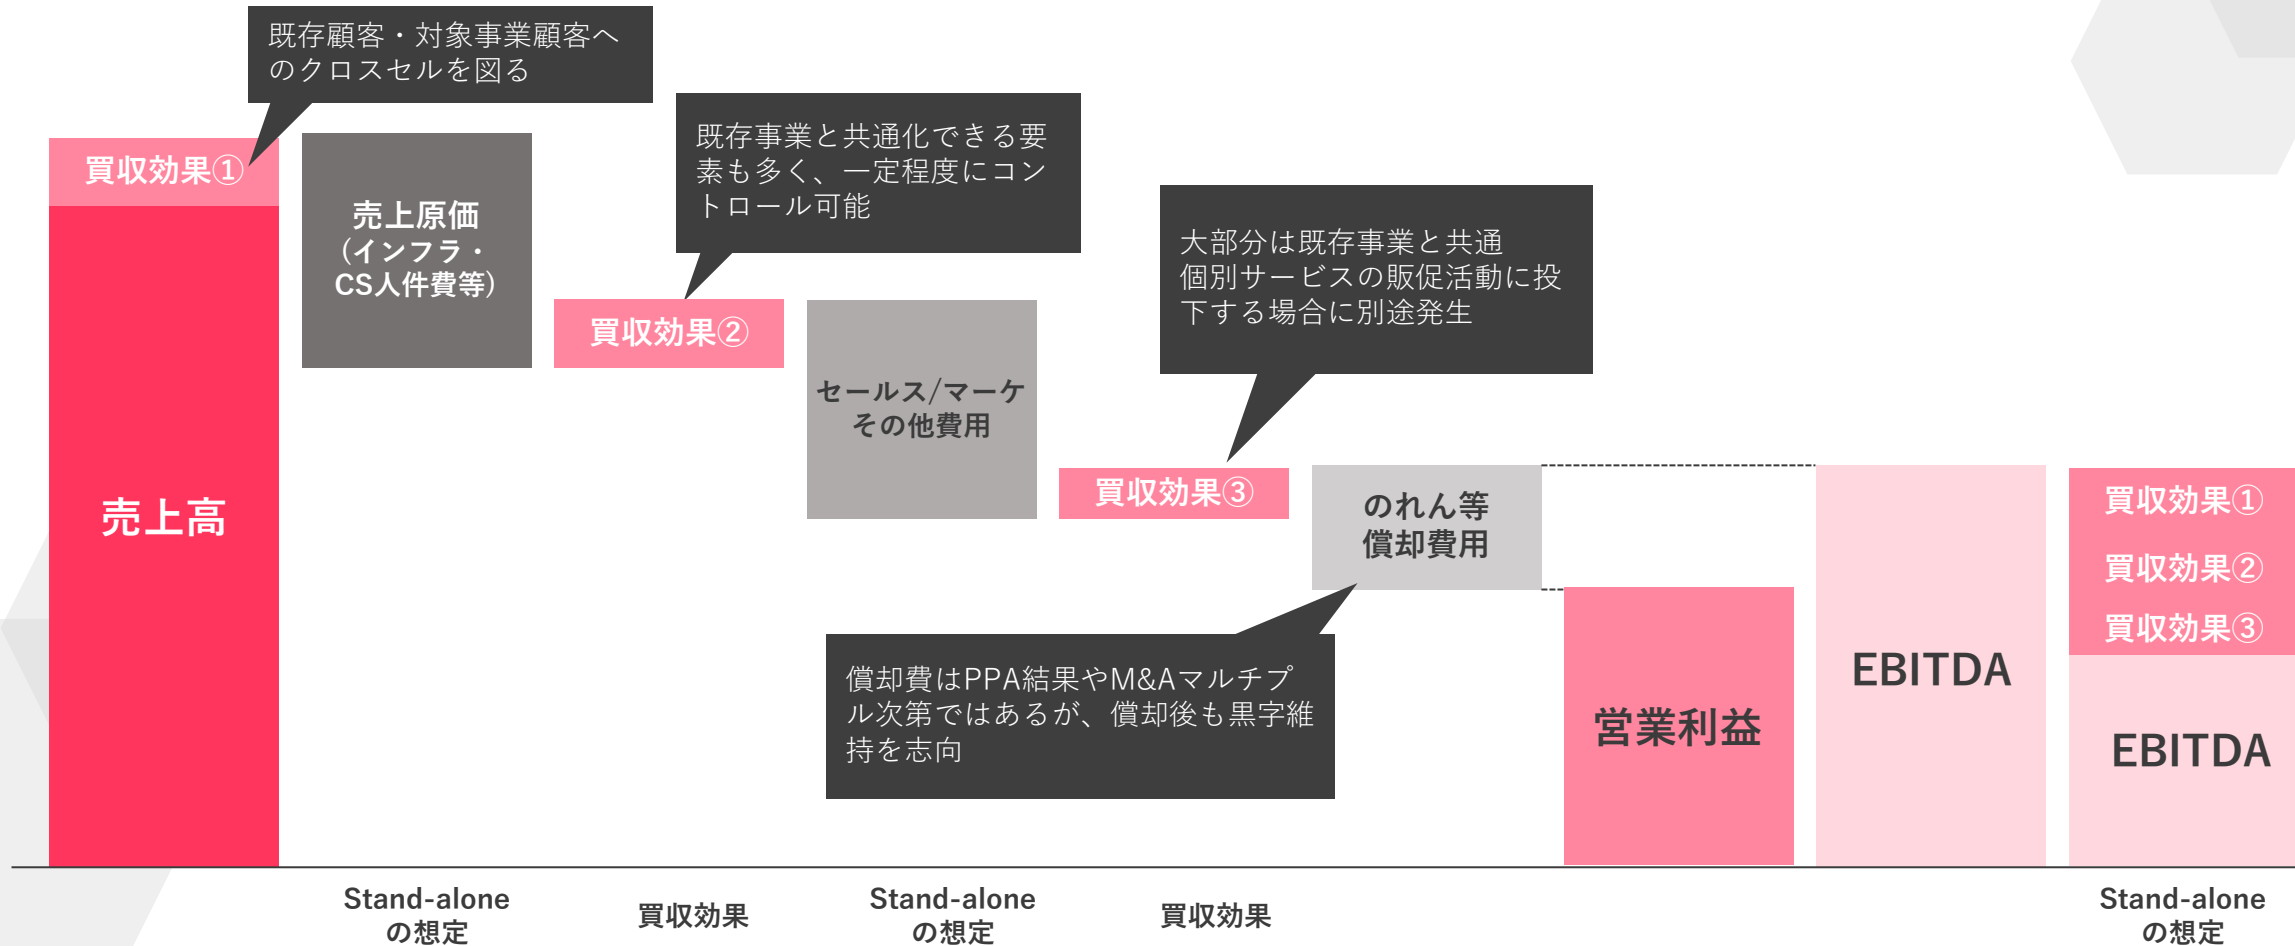 既存顧客・対象事業顧客へ
のクロスセルを図る
買収効果①
売上高
売上原価
（インフラ・
CS人件費等）
既存事業と共通化できる要
素も多く、一定程度にコン
トロール可能
買収効果②
セールス/マーケ
その他費用
大部分は既存事業と共通
個別サービスの販促活動に投
下する場合に別途発生
買収効果③
のれん等
償却費用
償却費はPPA結果やM&Aマルチプ
ル次第ではあるが、償却後も黒字維
持を志向
営業利益
EBITDA
買収効果①
買収効果②
買収効果③
EBITDA
Stand-alone
の想定
買収効果
Stand-alone
の想定
買収効果
Stand-alone
の想定